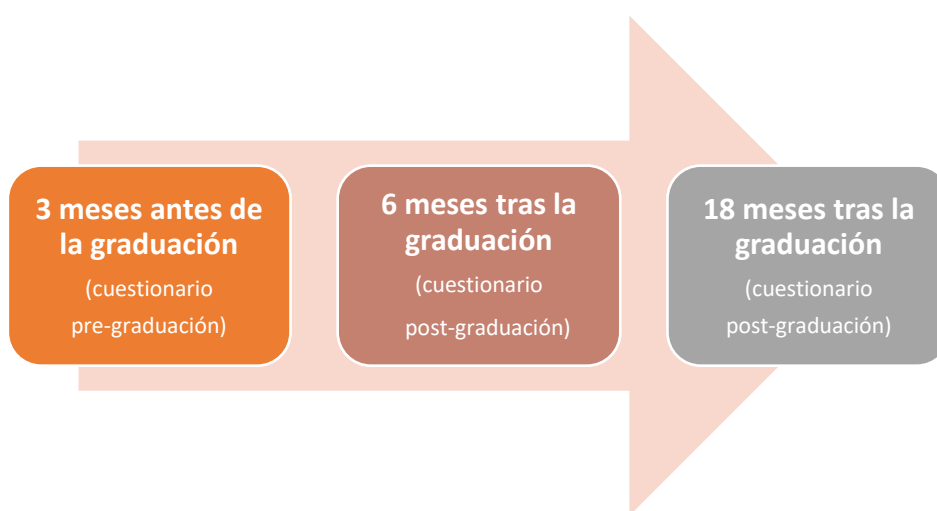 3 meses antes de
la graduación
(cuestionario
pre-graduación)
6 meses tras la
graduación
(cuestionario
post-graduación)
18 meses tras la
graduación
(cuestionario
post-graduación)